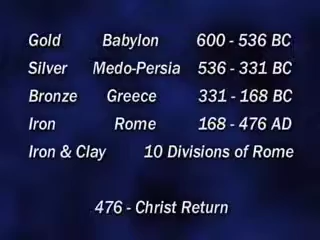 Gold Babylon 600 - 536 BC
Silver Medo-Persia 536 - 331 BC
Bronze Greece 331 - 168 BC
Iron Rome 168 - 476 AD
Iron & Clay 10 Divisions of Rome
476 - Christ Return